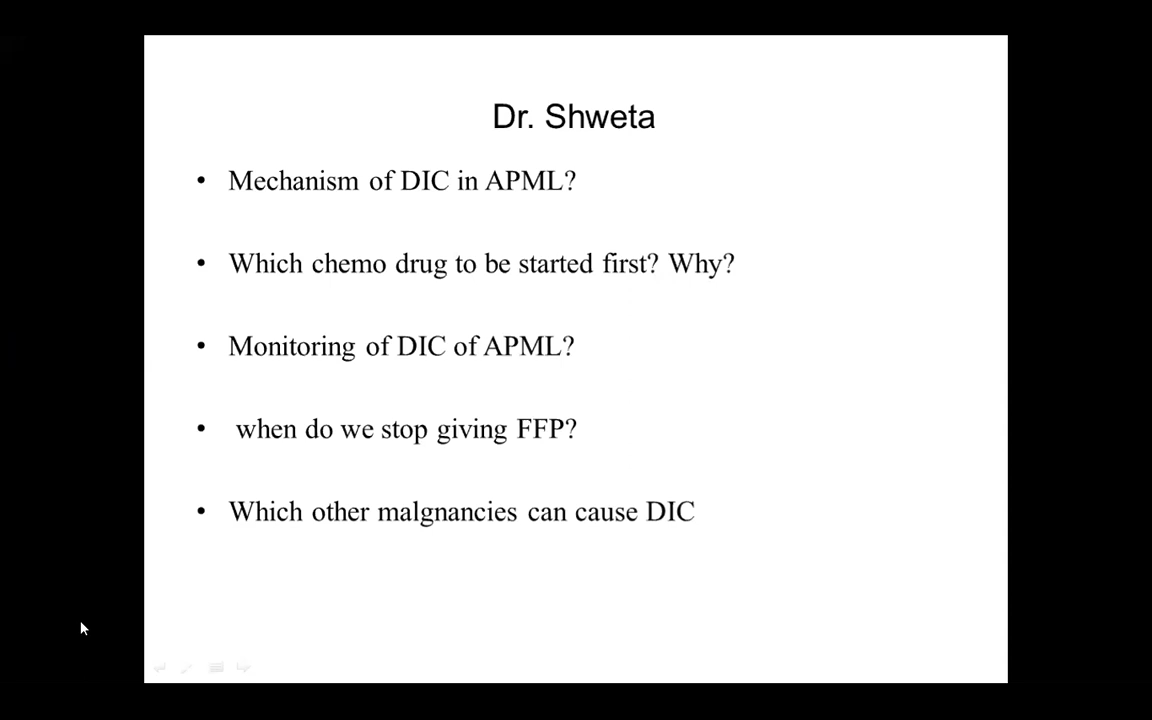 Dr. Shweta
• Mechanism of DIC in APML?
• Which chemo drug to be started first? Why?
• Monitoring of DIC of APML?
• when do we stop giving FFP?
• Which other malgnancies can cause DIC